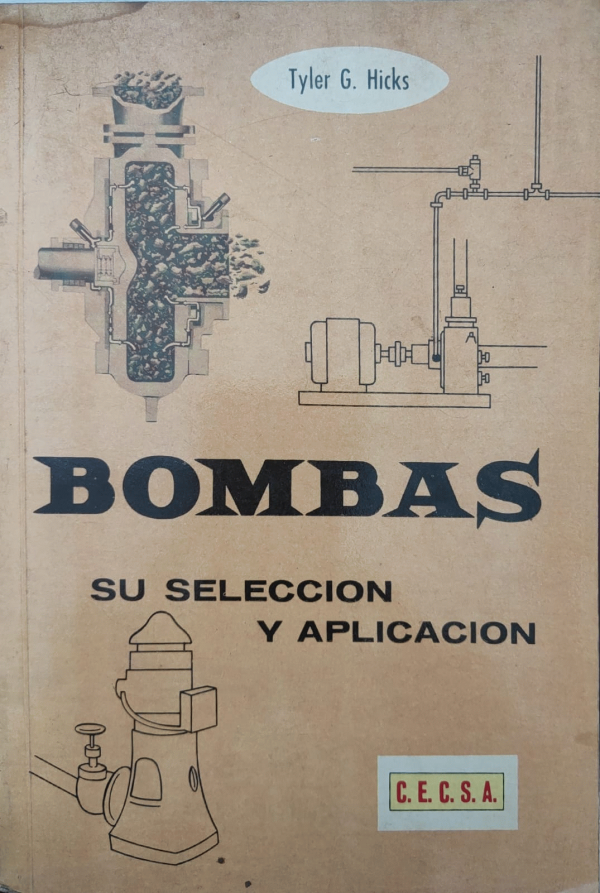 Tyler G. Hicks
BOMBAS
SU SELECCION
Y APLICACION
C. E. C. S. A.